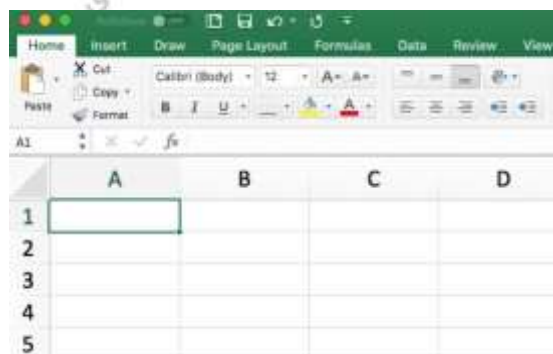 Home Insert Draw Page Layout Formulas Data Review View
Cut
Calibri (Body) 12 A A
Copy
Paste
B I U A
Format
A1 fx
A B C D
1
2
3
4
5